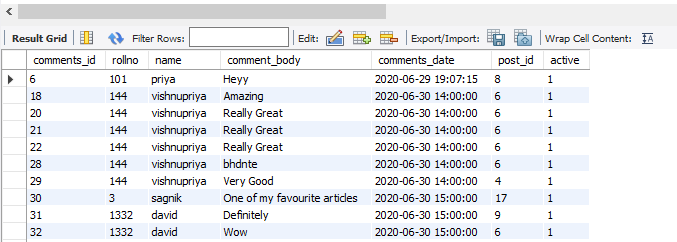 Result Grid Filter Rows: Edit: Export/Import: Wrap Cell Content: IA
comments_id rollno name comment_body comments_date post_id active
6 101 priya Heyy 2020-06-29 19:07:15 8 1
18 144 vishnupriya Amazing 2020-06-30 14:00:00 6 1
20 144 vishnupriya Really Great 2020-06-30 14:00:00 6 1
21 144 vishnupriya Really Great 2020-06-30 14:00:00 6 1
22 144 vishnupriya Really Great 2020-06-30 14:00:00 6 1
28 144 vishnupriya bhdnte 2020-06-30 14:00:00 6 1
29 144 vishnupriya Very Good 2020-06-30 14:00:00 4 1
30 3 sagnik One of my favourite articles 2020-06-30 15:00:00 17 1
31 1332 david Definitely 2020-06-30 15:00:00 9 1
32 1332 david Wow 2020-06-30 15:00:00 6 1